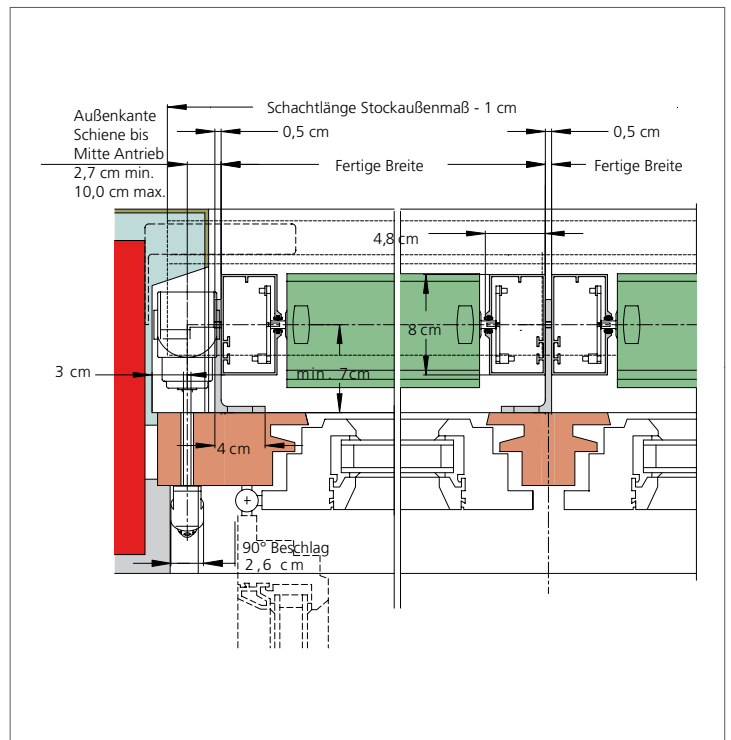 Schachtlänge Stockaußenmaß - 1 cm
Außenkante
Schiene bis
Mitte Antrieb
2,7 cm min.
10,0 cm max.
0,5 cm
0,5 cm
Fertige Breite
Fertige Breite
4,8 cm
8 cm
3 cm
min. 7cm
4 cm
90° Beschlag
2,6 cm